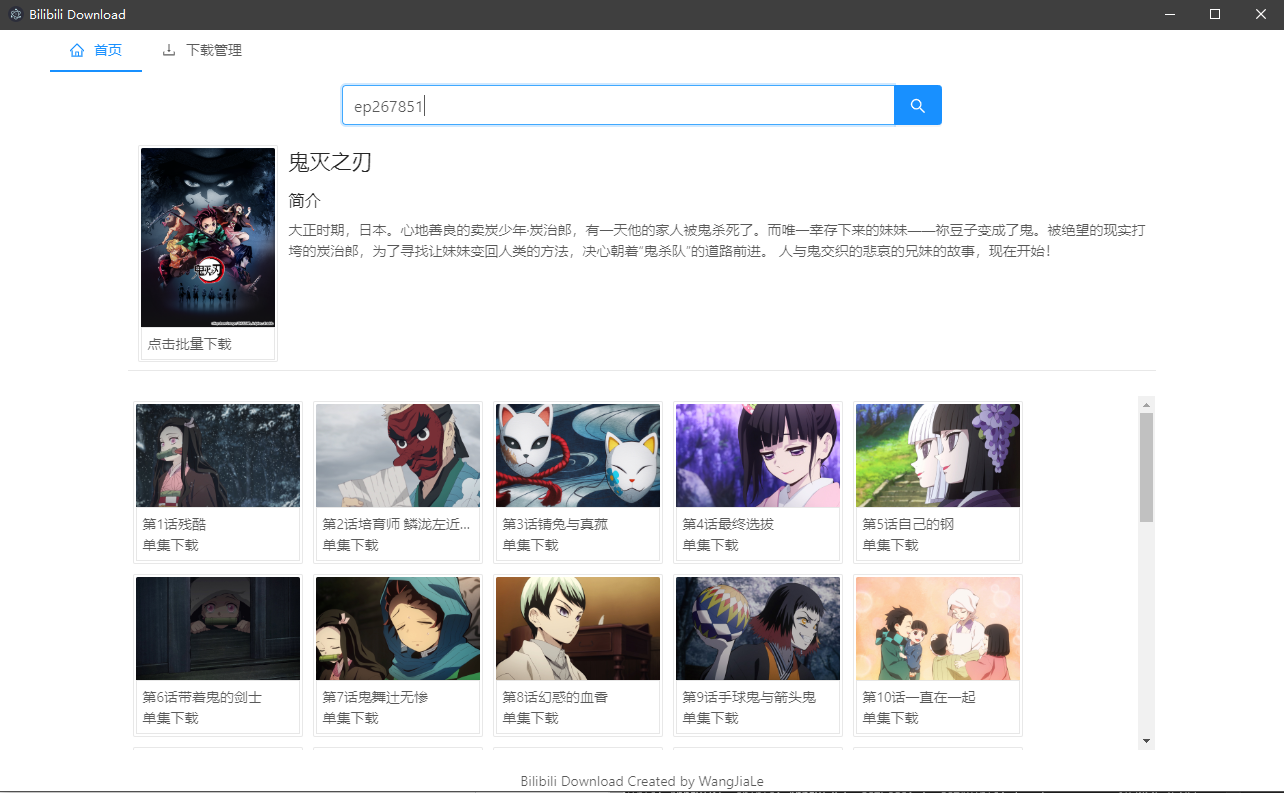 Bilibili Download
首页
下载管理
ep267851
鬼灭之刃
简介
大正时期，日本。心地善良的卖炭少年·炭治郎，有一天他的家人被鬼杀死了。而唯一幸存下来的妹妹——祢豆子变成了鬼。被绝望的现实打
垮的炭治郎，为了寻找让妹妹变回人类的方法，决心朝着“鬼杀队”的道路前进。 人与鬼交织的悲哀的兄妹的故事，现在开始！
鬼滅之刃
点击批量下载
第1话残酷
单集下载
第2话培育师 鳞泷左近...
单集下载
第3话锖兔与真菰
单集下载
第4话最终选拔
单集下载
第5话自己的钢
单集下载
第6话带着鬼的剑士
单集下载
第7话鬼舞辻无惨
单集下载
第8话幻惑的血香
单集下载
第9话手球鬼与箭头鬼
单集下载
第10话一直在一起
单集下载
Bilibili Download Created by WangJiaLe